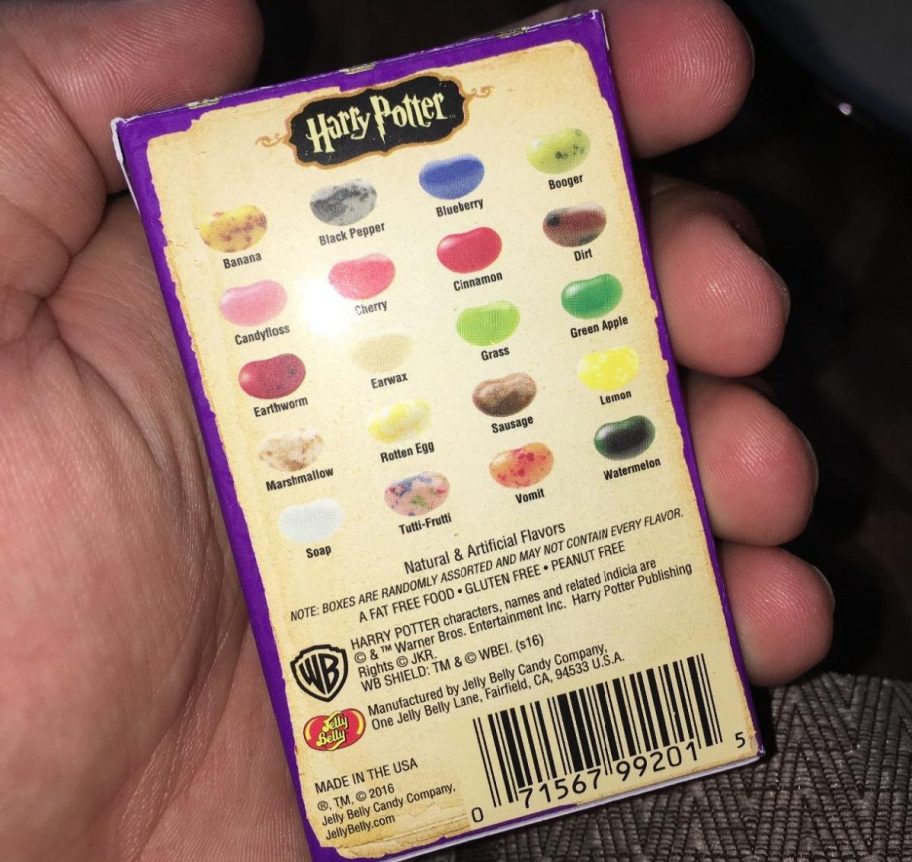 Harry Potter
Banana
Black Pepper
Blueberry
Booger
Candyfloss
Cherry
Cinnamon
Dirt
Earthworm
Earwax
Grass
Green Apple
Marshmallow
Rotten Egg
Sausage
Lemon
Soap
Tutti-Frutti
Vomit
Watermelon
Natural & Artificial Flavors
NOTE: BOXES ARE RANDOMLY ASSORTED AND MAY NOT CONTAIN EVERY FLAVOR.
A FAT FREE FOOD • GLUTEN FREE • PEANUT FREE
HARRY POTTER characters, names and related indicia are
© & ™ Warner Bros. Entertainment Inc. Harry Potter Publishing
Rights © JKR.
WB SHIELD: TM & © WBEI. (s16)
WB
Manufactured by Jelly Belly Candy Company,
One Jelly Belly Lane, Fairfield, CA, 94533 U.S.A.
Jelly
Belly
MADE IN THE USA
®, TM, © 2016
Jelly Belly Candy Company,
JellyBelly.com
0 71567 99201 5